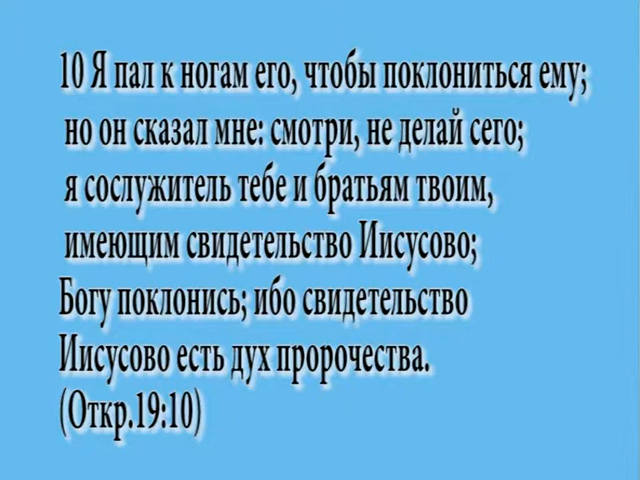 10 Я пал к ногам его, чтобы поклониться ему;
но он сказал мне: смотри, не делай сего;
я сослужитель тебе и братьям твоим,
имеющим свидетельство Иисусово;
Богу поклонись; ибо свидетельство
Иисусово есть дух пророчества.
(Откр.19:10)